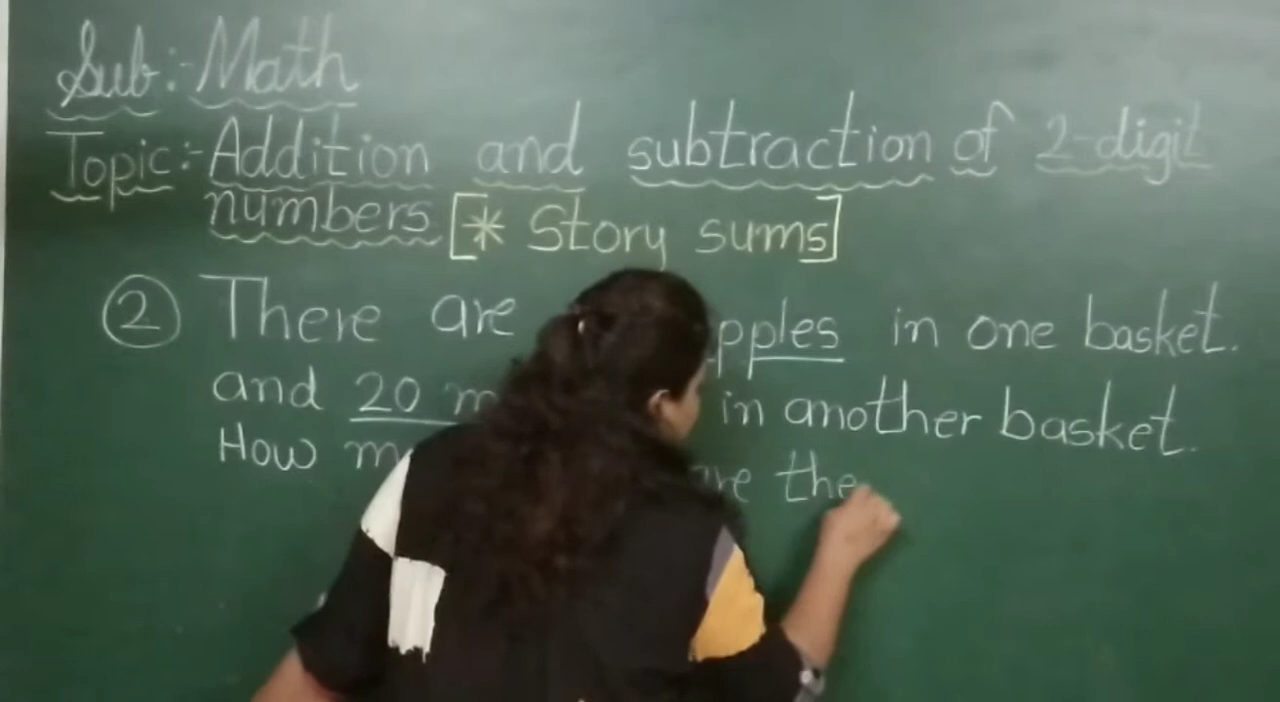 Sub:- Math
Topic:- Addition and subtraction of 2-digit
numbers [* Story sums]
2 There are pples in one basket.
and 20 m in another basket.
How m re the